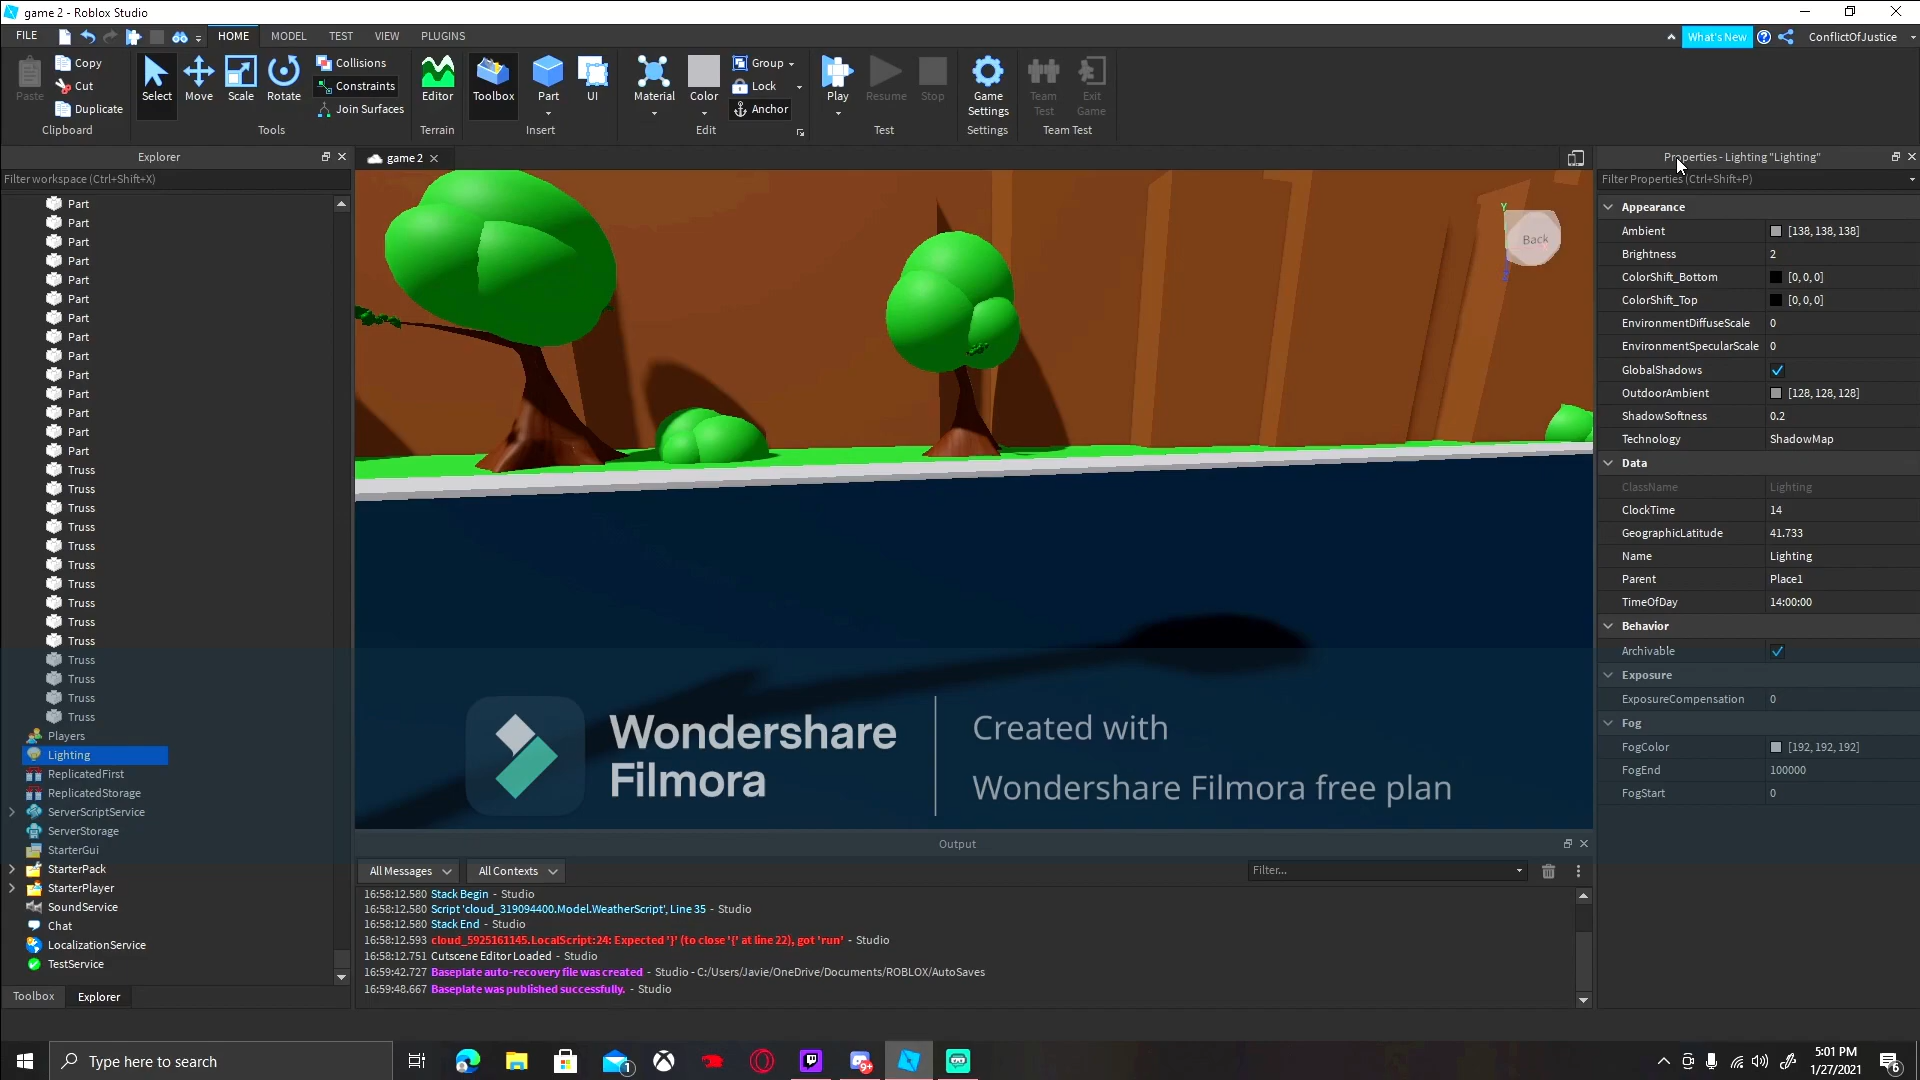 game 2 - Roblox Studio
FILE
HOME
MODEL
TEST
VIEW
PLUGINS
What's New
ConflictOfJustice
Paste
Copy
Cut
Duplicate
Clipboard
Select
Move
Scale
Rotate
Collisions
Constraints
Join Surfaces
Tools
Editor
Terrain
Toolbox
Part
UI
Insert
Material
Color
Group
Lock
Anchor
Edit
Play
Resume
Stop
Test
Game
Settings
Settings
Team
Test
Exit
Game
Team Test
Explorer
Filter workspace (Ctrl+Shift+X)
Part
Part
Part
Part
Part
Part
Part
Part
Part
Part
Part
Part
Part
Part
Truss
Truss
Truss
Truss
Truss
Truss
Truss
Truss
Truss
Truss
Truss
Truss
Truss
Truss
Players
Lighting
ReplicatedFirst
ReplicatedStorage
ServerScriptService
ServerStorage
StarterGui
StarterPack
StarterPlayer
SoundService
Chat
LocalizationService
TestService
Toolbox
Explorer
game 2
Y
Back
Wondershare
Filmora
Created with
Wondershare Filmora free plan
Output
All Messages
All Contexts
Filter...
16:58:12.580 Stack Begin - Studio
16:58:12.580 Script 'cloud_319094400.Model.WeatherScript', Line 35 - Studio
16:58:12.580 Stack End - Studio
16:58:12.593 cloud_5925161145.LocalScript:24: Expected '}' (to close '{' at line 22), got 'run' - Studio
16:58:12.751 Cutscene Editor Loaded - Studio
16:59:42.727 Baseplate auto-recovery file was created - Studio - C:/Users/Javie/OneDrive/Documents/ROBLOX/AutoSaves
16:59:48.667 Baseplate was published successfully. - Studio
Properties - Lighting "Lighting"
Filter Properties (Ctrl+Shift+P)
Appearance
Ambient [138, 138, 138]
Brightness 2
ColorShift_Bottom [0, 0, 0]
ColorShift_Top [0, 0, 0]
EnvironmentDiffuseScale 0
EnvironmentSpecularScale 0
GlobalShadows
OutdoorAmbient [128, 128, 128]
ShadowSoftness 0.2
Technology ShadowMap
Data
ClassName Lighting
ClockTime 14
GeographicLatitude 41.733
Name Lighting
Parent Place1
TimeOfDay 14:00:00
Behavior
Archivable
Exposure
ExposureCompensation 0
Fog
FogColor [192, 192, 192]
FogEnd 100000
FogStart 0
Type here to search
1
9+
5:01 PM
1/27/2021
6